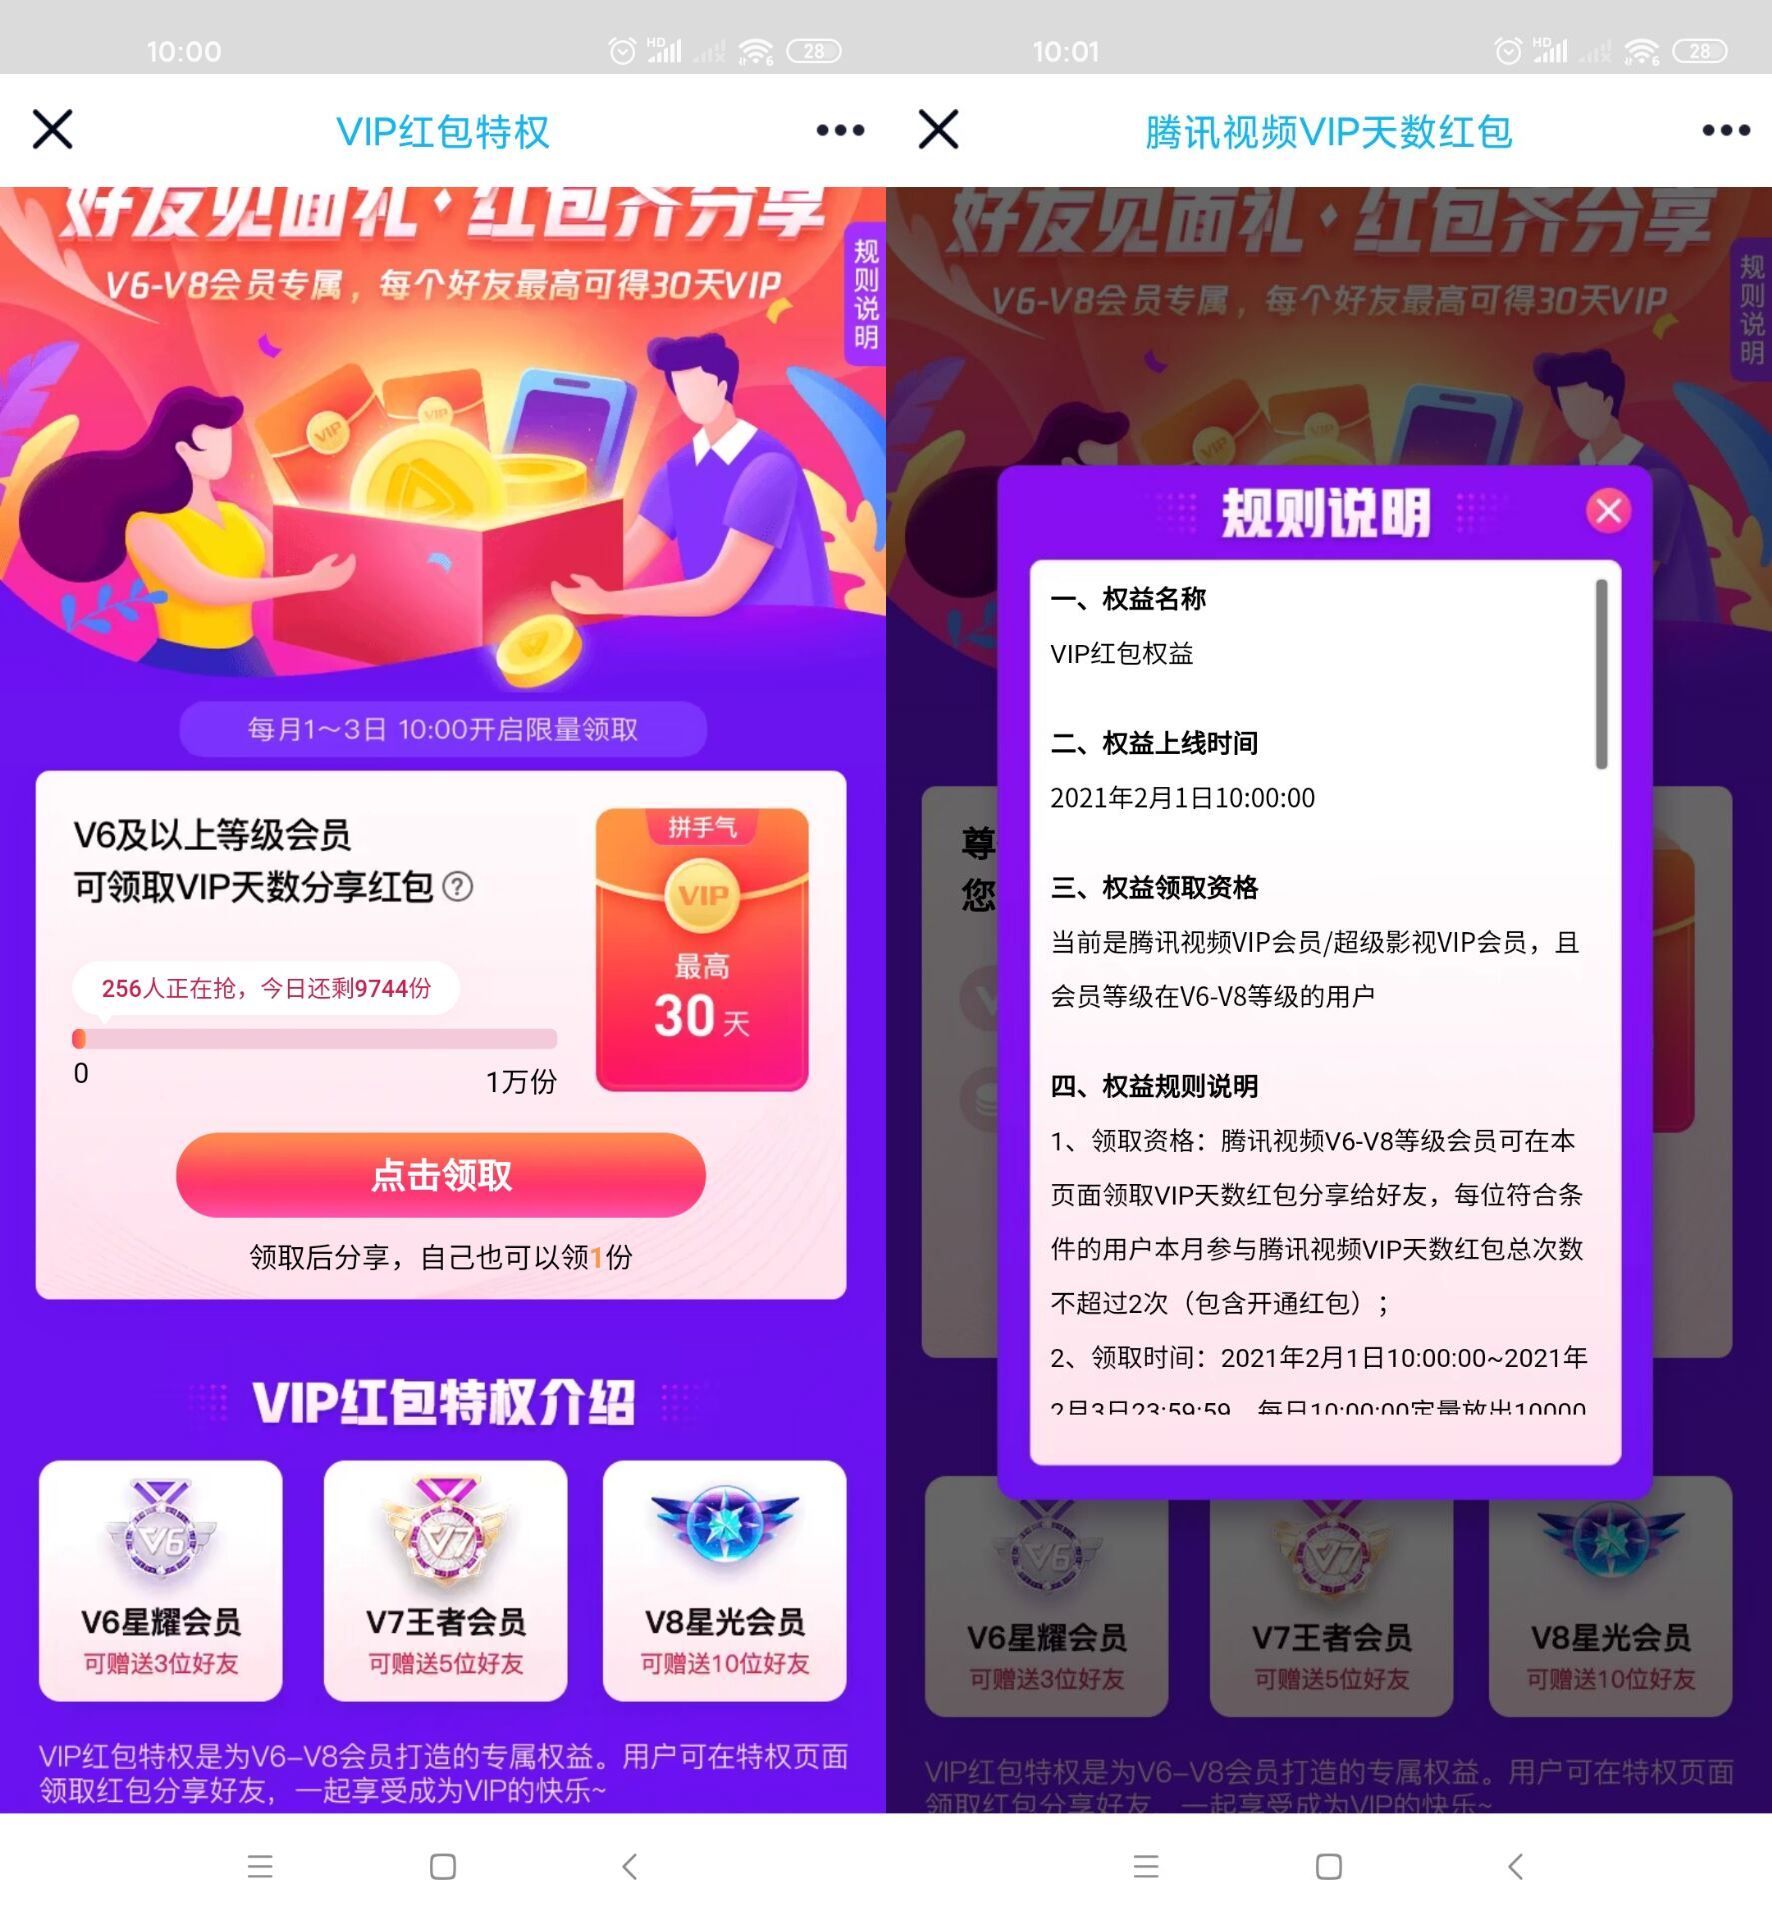 10:00
HD
6
28
VIP红包特权
好友见面礼·红包齐分享
V6-V8会员专属，每个好友最高可得30天VIP
规则说明
VIP
VIP
每月1～3日 10:00开启限量领取
V6及以上等级会员
可领取VIP天数分享红包?
拼手气
VIP
最高
30天
256人正在抢，今日还剩9744份
0
1万份
点击领取
领取后分享，自己也可以领1份
VIP红包特权介绍
V6
V7
V6星耀会员
V7王者会员
V8星光会员
可赠送3位好友
可赠送5位好友
可赠送10位好友
VIP红包特权是为V6-V8会员打造的专属权益。用户可在特权页面
领取红包分享好友，一起享受成为VIP的快乐~
10:01
HD
6
28
腾讯视频VIP天数红包
好友见面礼·红包齐分享
V6-V8会员专属，每个好友最高可得30天VIP
规则说明
VIP
VIP
规则说明
一、权益名称
VIP红包权益
二、权益上线时间
2021年2月1日10:00:00
三、权益领取资格
当前是腾讯视频VIP会员/超级影视VIP会员，且
会员等级在V6-V8等级的用户
四、权益规则说明
1、领取资格：腾讯视频V6-V8等级会员可在本
页面领取VIP天数红包分享给好友，每位符合条
件的用户本月参与腾讯视频VIP天数红包总次数
不超过2次（包含开通红包）；
2、领取时间：2021年2月1日10:00:00~2021年
2月3日23:59:59，每日10:00:00定量放出10000
尊
您
V6
V7
V6星耀会员
V7王者会员
V8星光会员
可赠送3位好友
可赠送5位好友
可赠送10位好友
VIP红包特权是为V6-V8会员打造的专属权益。用户可在特权页面
领取红包分享好友，一起享受成为VIP的快乐~